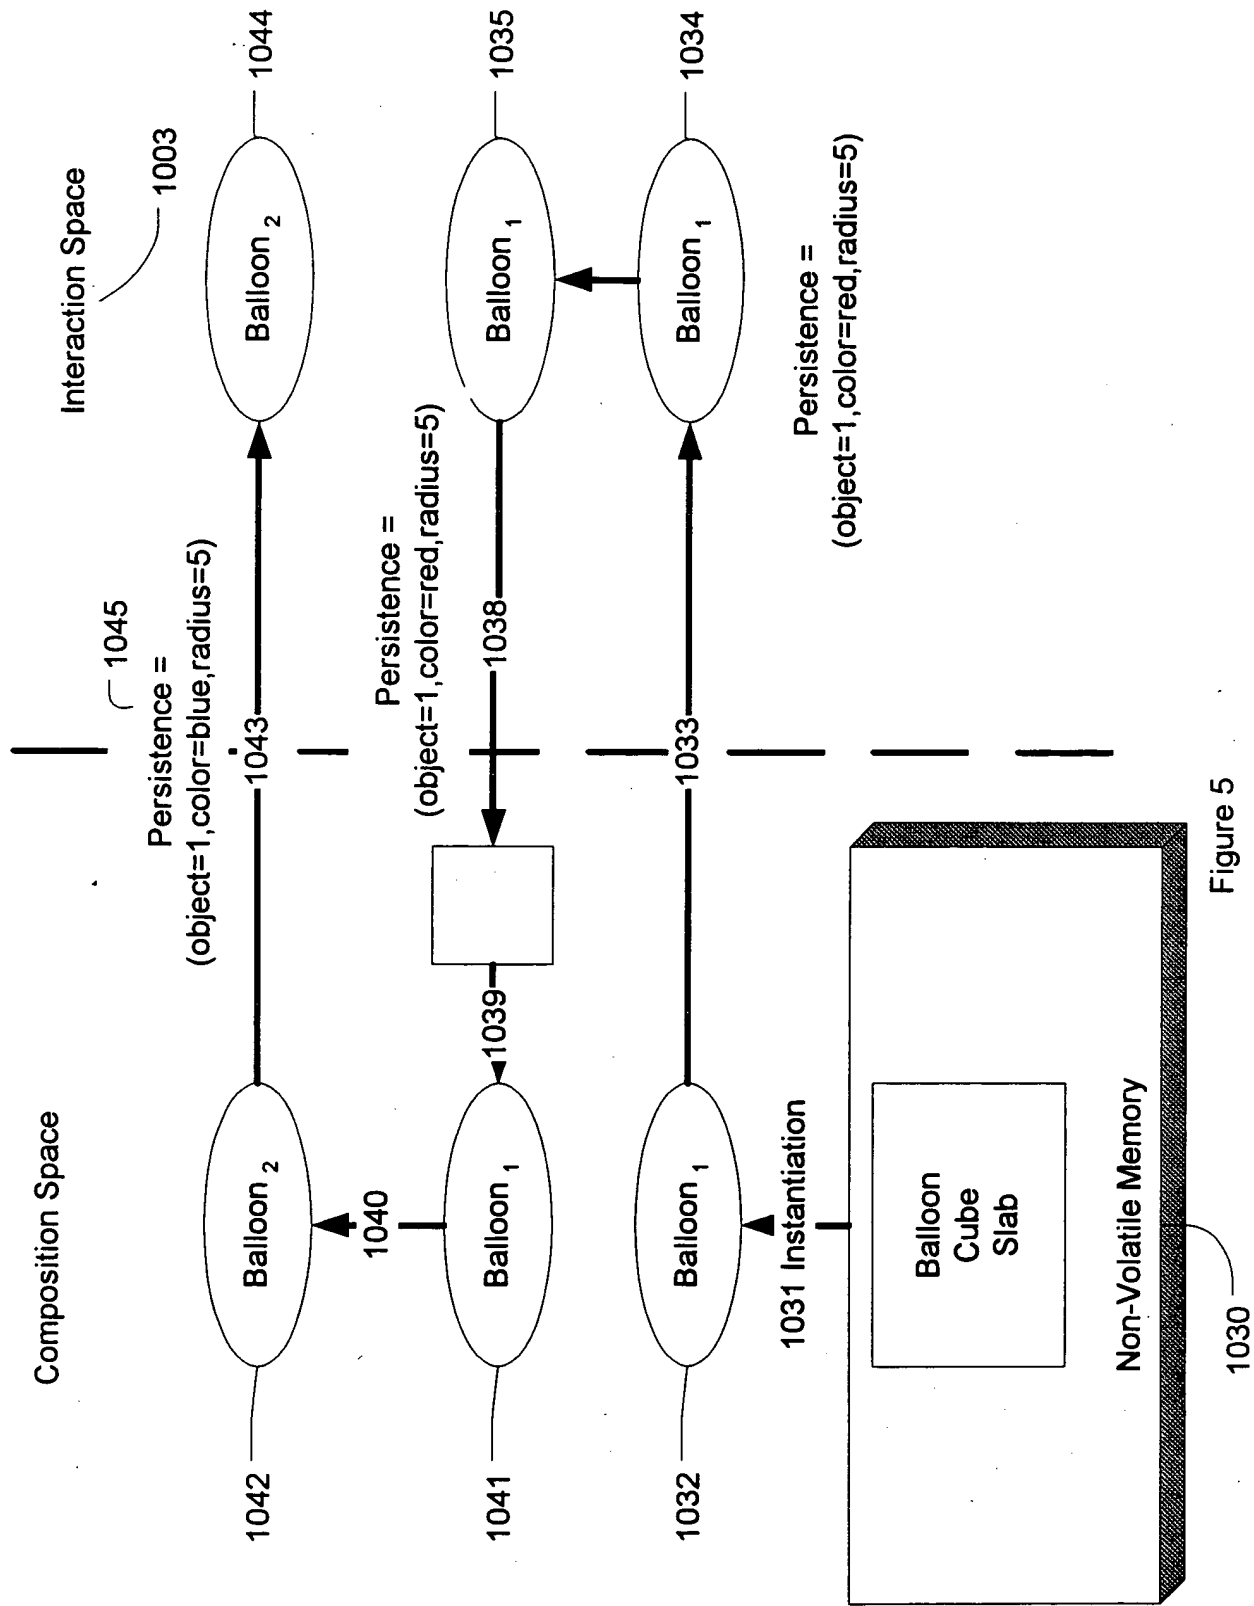 Composition Space
Interaction Space
1003
1045
Persistence =
(object=1,color=blue,radius=5)
1042
Balloon 2
1043
Balloon 2
1044
1040
Persistence =
(object=1,color=red,radius=5)
1041
Balloon 1
1039
1038
Balloon 1
1035
1032
Balloon 1
1033
Balloon 1
1034
1031 Instantiation
Persistence =
(object=1,color=red,radius=5)
Balloon
Cube
Slab
Non-Volatile Memory
1030
Figure 5